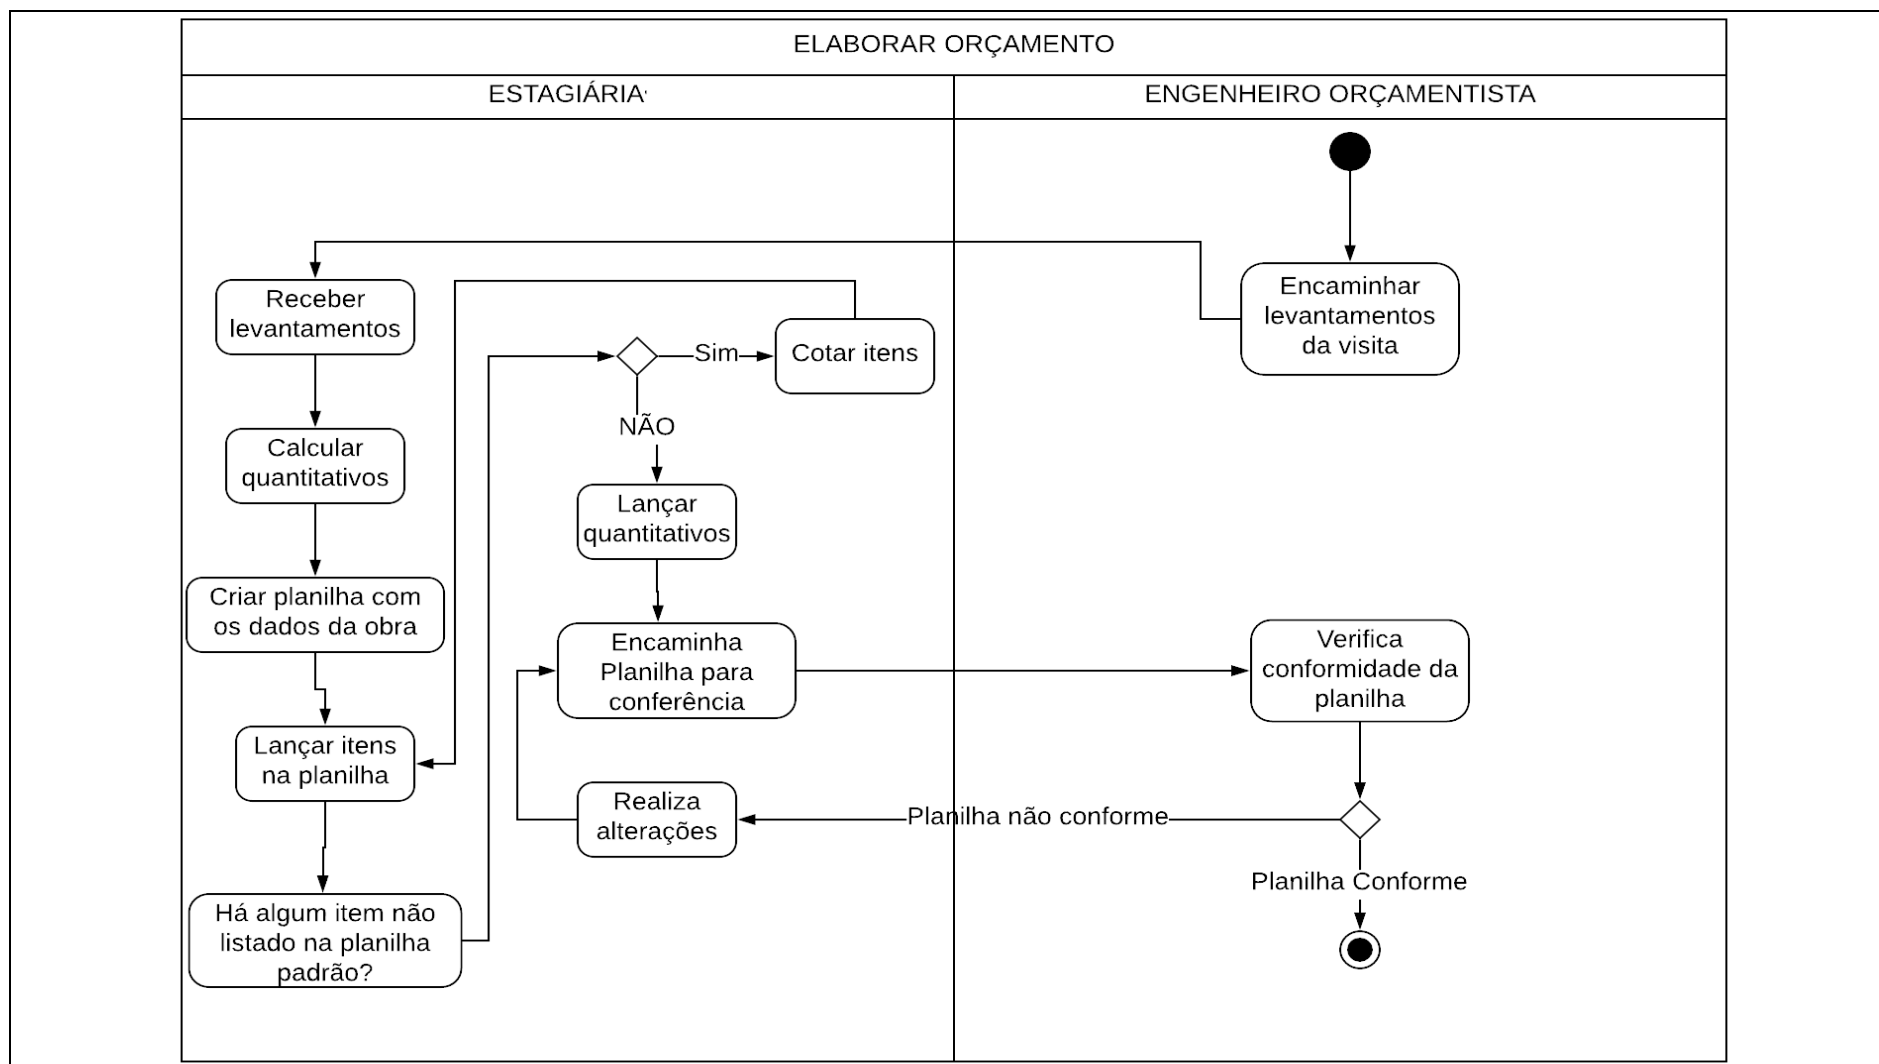 ELABORAR ORÇAMENTO
ESTAGIÁRIA
ENGENHEIRO ORÇAMENTISTA
Encaminhar
levantamentos
da visita
Receber
levantamentos
Calcular
quantitativos
Criar planilha com
os dados da obra
Lançar itens
na planilha
Há algum item não
listado na planilha
padrão?
Sim
Cotar itens
NÃO
Lançar
quantitativos
Encaminha
Planilha para
conferência
Verifica
conformidade da
planilha
Planilha não conforme
Realiza
alterações
Planilha Conforme